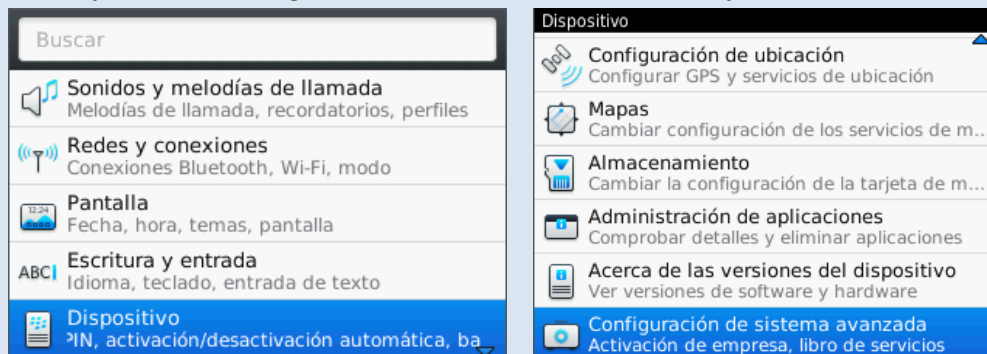 Buscar
Sonidos y melodías de llamada
Melodías de llamada, recordatorios, perfiles
Redes y conexiones
Conexiones Bluetooth, Wi-Fi, modo
12:24
Pantalla
Fecha, hora, temas, pantalla
ABC
Escritura y entrada
Idioma, teclado, entrada de texto
Dispositivo
PIN, activación/desactivación automática, ba
Dispositivo
Configuración de ubicación
Configurar GPS y servicios de ubicación
Mapas
Cambiar configuración de los servicios de m...
Almacenamiento
Cambiar la configuración de la tarjeta de m...
Administración de aplicaciones
Comprobar detalles y eliminar aplicaciones
Acerca de las versiones del dispositivo
Ver versiones de software y hardware
Configuración de sistema avanzada
Activación de empresa, libro de servicios